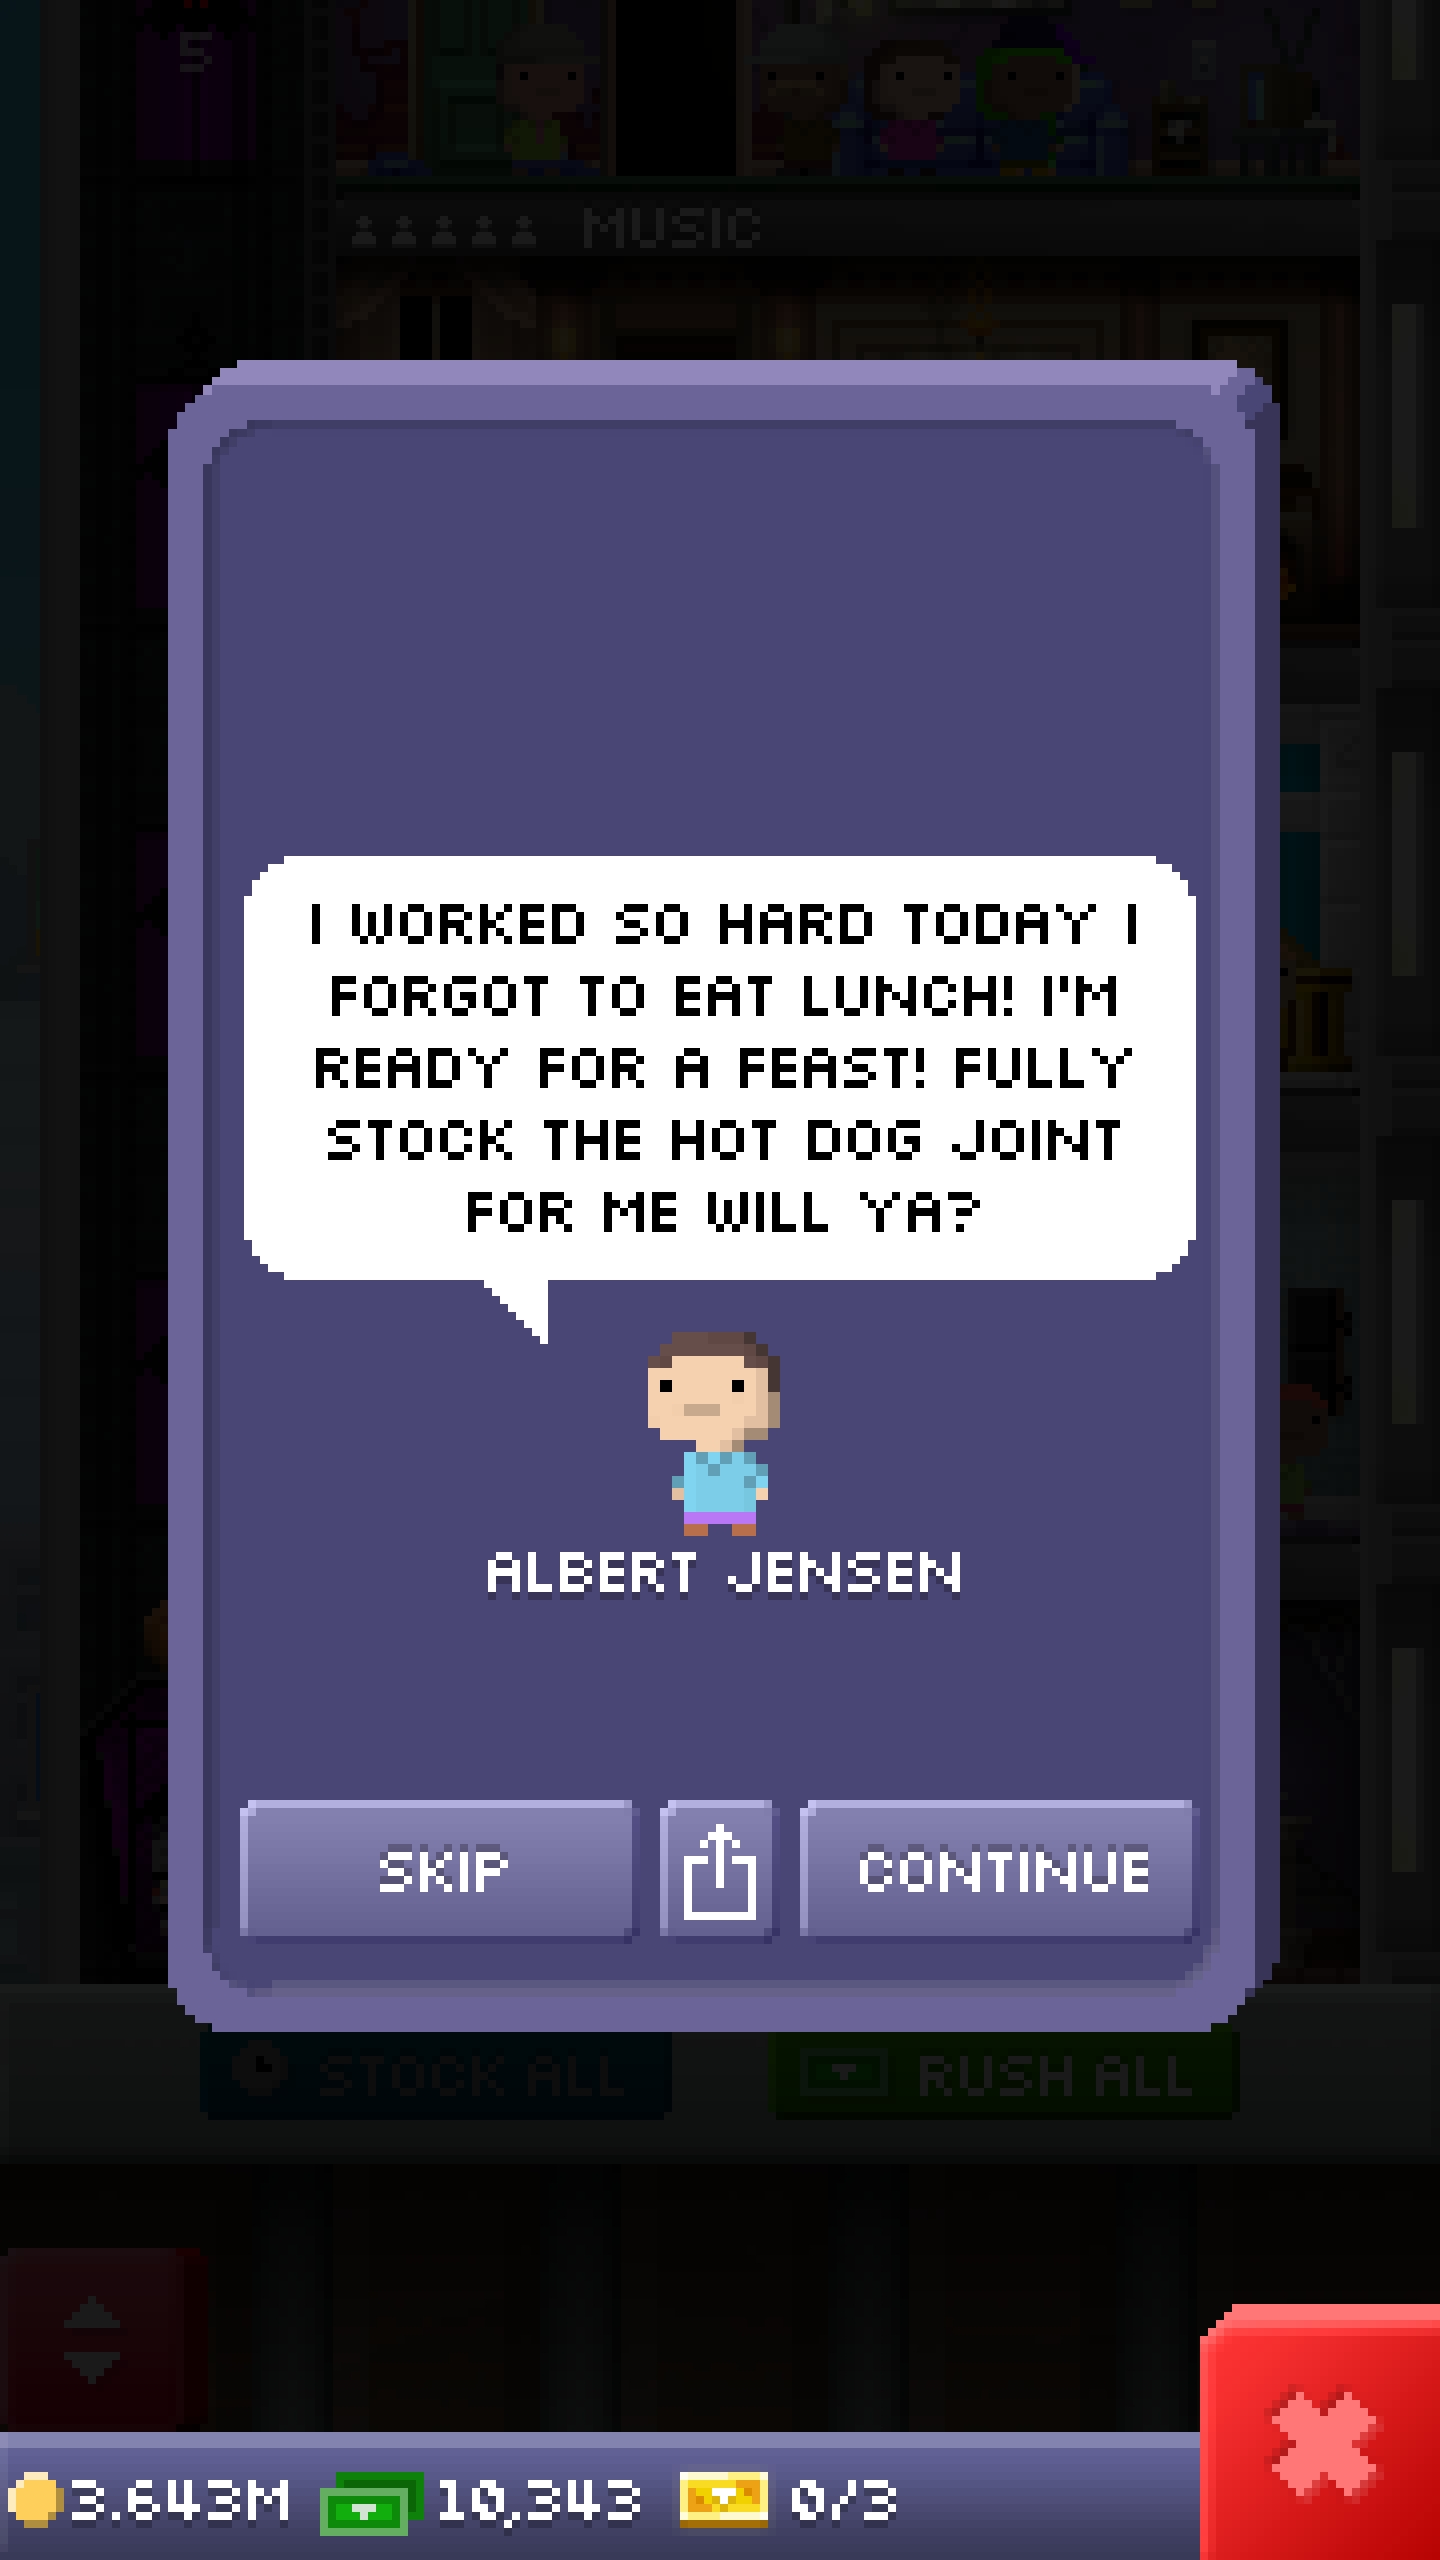 5
MUSIC
I WORKED SO HARD TODAY I
FORGOT TO EAT LUNCH! I'M
READY FOR A FEAST! FULLY
STOCK THE HOT DOG JOINT
FOR ME WILL YA?
ALBERT JENSEN
SKIP
CONTINUE
STOCK ALL
RUSH ALL
3.643M
10,343
0/3